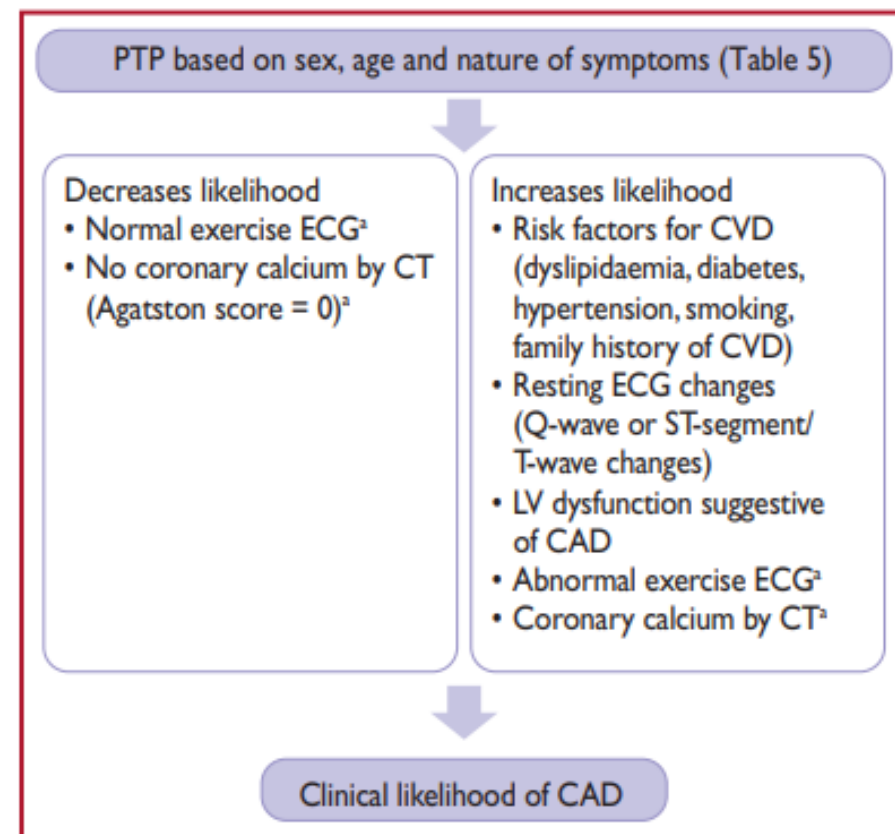 PTP based on sex, age and nature of symptoms (Table 5)
Decreases likelihood
• Normal exercise ECGᵃ
• No coronary calcium by CT
(Agatston score = 0)ᵃ
Increases likelihood
• Risk factors for CVD
(dyslipidaemia, diabetes,
hypertension, smoking,
family history of CVD)
• Resting ECG changes
(Q-wave or ST-segment/
T-wave changes)
• LV dysfunction suggestive
of CAD
• Abnormal exercise ECGᵃ
• Coronary calcium by CTᵃ
Clinical likelihood of CAD